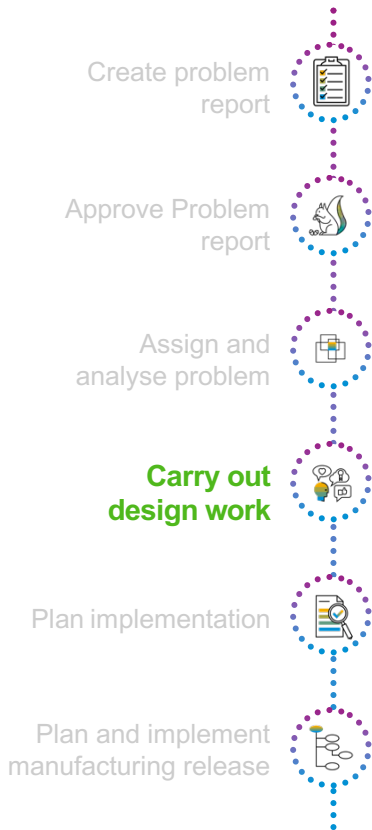 Create problem
report
Approve Problem
report
Assign and
analyse problem
Carry out
design work
Plan implementation
Plan and implement
manufacturing release